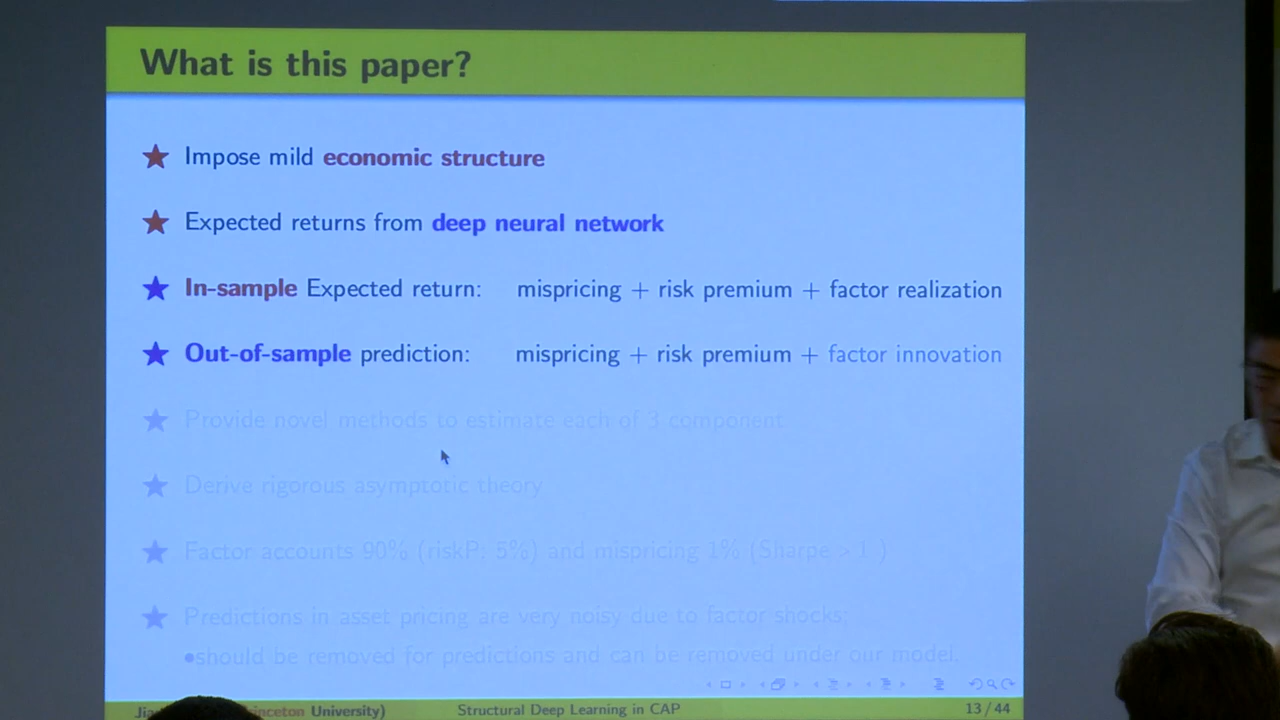 What is this paper?
★ Impose mild economic structure
★ Expected returns from deep neural network
★ In-sample Expected return: mispricing + risk premium + factor realization
★ Out-of-sample prediction: mispricing + risk premium + factor innovation
★ Provide novel methods to estimate each of 3 component
★ Derive rigorous asymptotic theory
★ Factor accounts 90% (riskP: 5%) and mispricing 1% (Sharpe > 1 )
★ Predictions in asset pricing are very noisy due to factor shocks;
•should be removed for predictions and can be removed under our model.
University) Structural Deep Learning in CAP 13 / 44